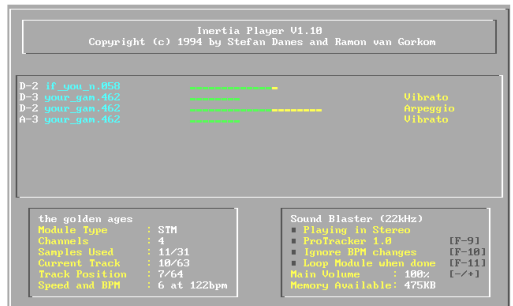 Inertia Player V1.10
Copyright (c) 1994 by Stefan Danes and Ramon van Gorkom
D-2 if_you_n.058
D-3 your_gam.462 Vibrato
D-2 your_gam.462 Arpeggio
A-3 your_gam.462 Vibrato
the golden ages
Module Type : STM
Channels : 4
Samples Used : 11/31
Current Track : 10/63
Track Position : 7/64
Speed and BPM : 6 at 122bpm
Sound Blaster (22kHz)
Playing in Stereo
ProTracker 1.0 [F-9]
Ignore BPM changes [F-10]
Loop Module when done [F-11]
Main Volume : 100% [-/+]
Memory Available: 475KB